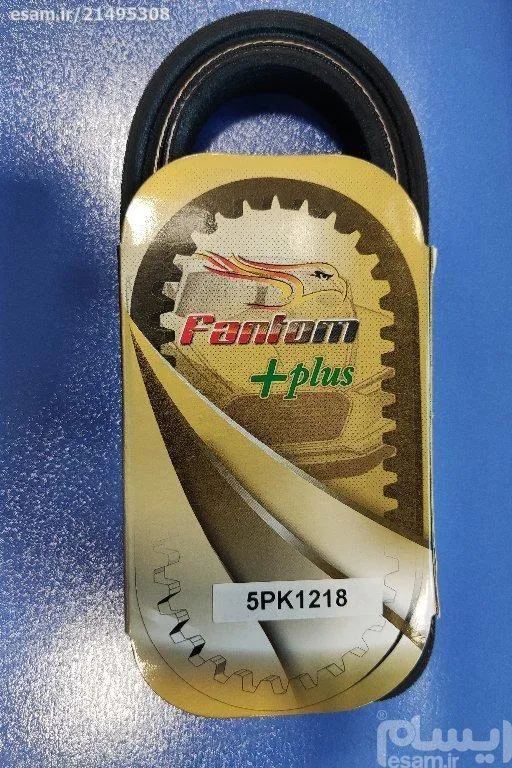 esam.ir/21495308
Fantom
+plus
5PK1218
ایسام
esam.ir